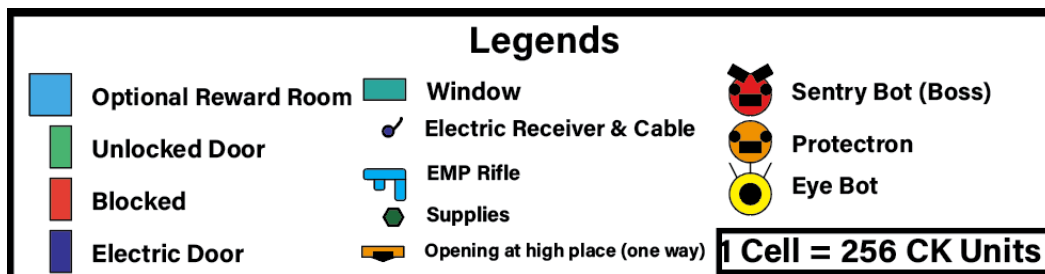 Legends
Optional Reward Room
Unlocked Door
Blocked
Electric Door
Window
Electric Receiver & Cable
EMP Rifle
Supplies
Opening at high place (one way)
Sentry Bot (Boss)
Protectron
Eye Bot
1 Cell = 256 CK Units